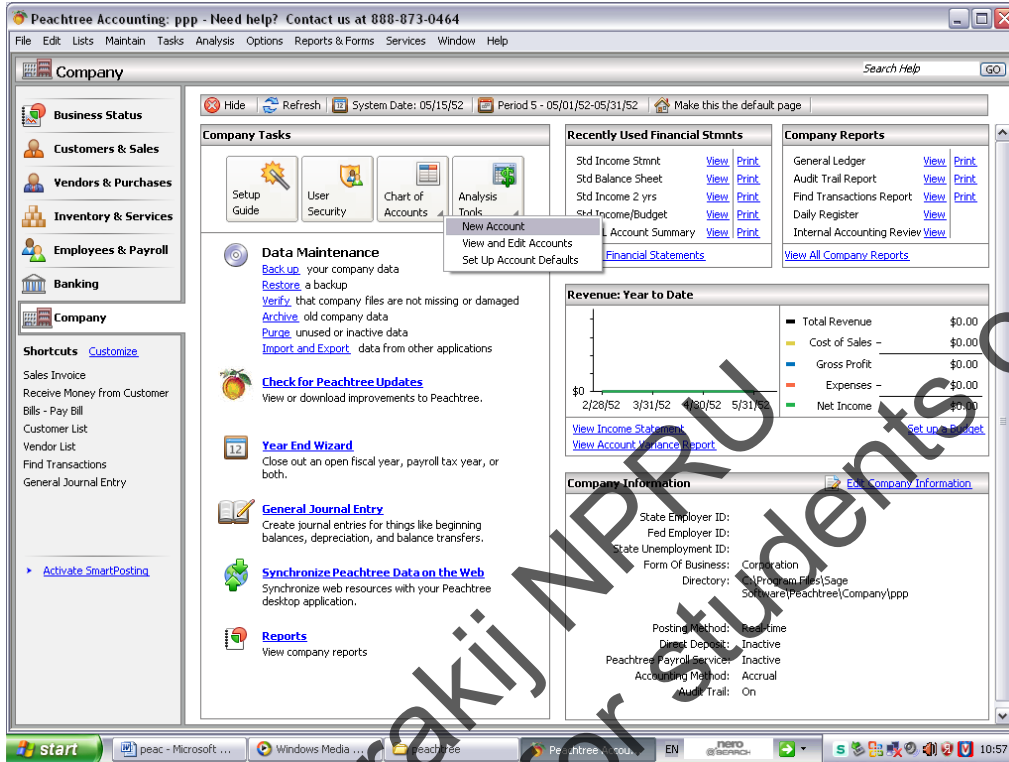 Peachtree Accounting: ppp - Need help? Contact us at 888-873-0464
File Edit Lists Maintain Tasks Analysis Options Reports & Forms Services Window Help
Company
Search Help GO
Business Status
Customers & Sales
Vendors & Purchases
Inventory & Services
Employees & Payroll
Banking
Company
Shortcuts Customize
Sales Invoice
Receive Money from Customer
Bills - Pay Bill
Customer List
Vendor List
Find Transactions
General Journal Entry
Activate SmartPosting
Hide Refresh 12 System Date: 05/15/52 Period 5 - 05/01/52-05/31/52 Make this the default page
Company Tasks
Setup Guide
User Security
Chart of Accounts
Analysis Tools
New Account
View and Edit Accounts
Set Up Account Defaults
Data Maintenance
Back up your company data
Restore a backup
Verify that company files are not missing or damaged
Archive old company data
Purge unused or inactive data
Import and Export data from other applications
Check for Peachtree Updates
View or download improvements to Peachtree.
12
Year End Wizard
Close out an open fiscal year, payroll tax year, or
both.
General Journal Entry
Create journal entries for things like beginning
balances, depreciation, and balance transfers.
Synchronize Peachtree Data on the Web
Synchronize web resources with your Peachtree
desktop application.
Reports
View company reports
Recently Used Financial Stmnts
Std Income Stmnt View Print
Std Balance Sheet View Print
Std Income 2 yrs View Print
Std Income/Budget View Print
L Account Summary View Print
Financial Statements
Company Reports
General Ledger View Print
Audit Trail Report View Print
Find Transactions Report View Print
Daily Register View
Internal Accounting Review View
View All Company Reports
Revenue: Year to Date
$0
2/28/52 3/31/52 4/30/52 5/31/52
Total Revenue $0.00
Cost of Sales – $0.00
Gross Profit $0.00
Expenses – $0.00
Net Income $0.00
View Income Statement
Set up a Budget
View Account Variance Report
Company Information
Edit Company Information
State Employer ID:
Fed Employer ID:
State Unemployment ID:
Form Of Business: Corporation
Directory: C:\Program Files\Sage
Software\Peachtree\Company\ppp
Posting Method: Real-time
Direct Deposit: Inactive
Peachtree Payroll Service: Inactive
Accounting Method: Accrual
Audit Trail: On
rakij NPRU
or students o
start peac - Microsoft ... Windows Media ... peachtree Peachtree Accou... EN nero SEARCH S 10:57